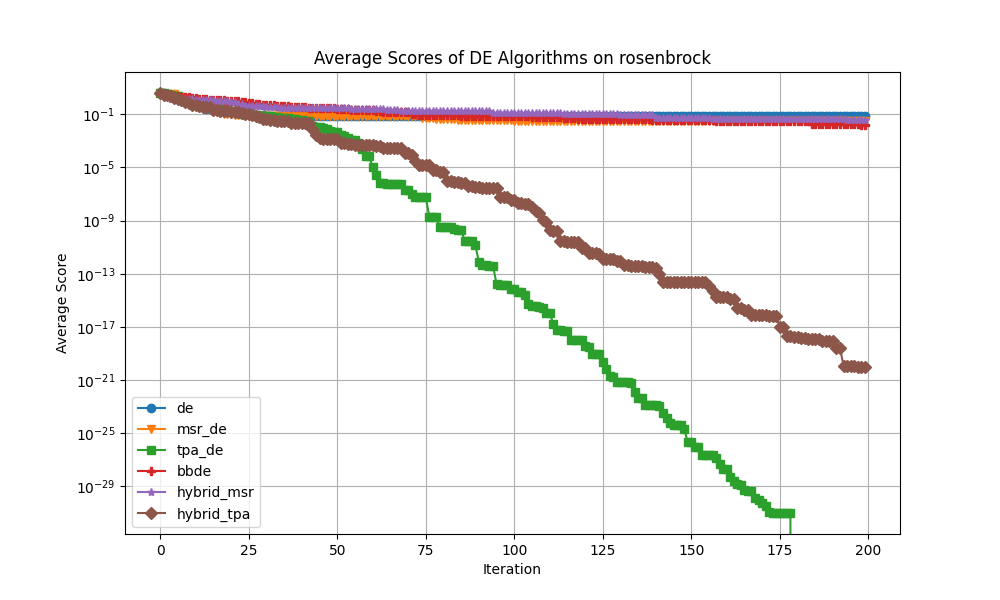 Average Scores of DE Algorithms on rosenbrock
Average Score
10⁻¹
10⁻⁵
10⁻⁹
10⁻¹³
10⁻¹⁷
10⁻²¹
10⁻²⁵
10⁻²⁹
de
msr_de
tpa_de
bbde
hybrid_msr
hybrid_tpa
0 25 50 75 100 125 150 175 200
Iteration